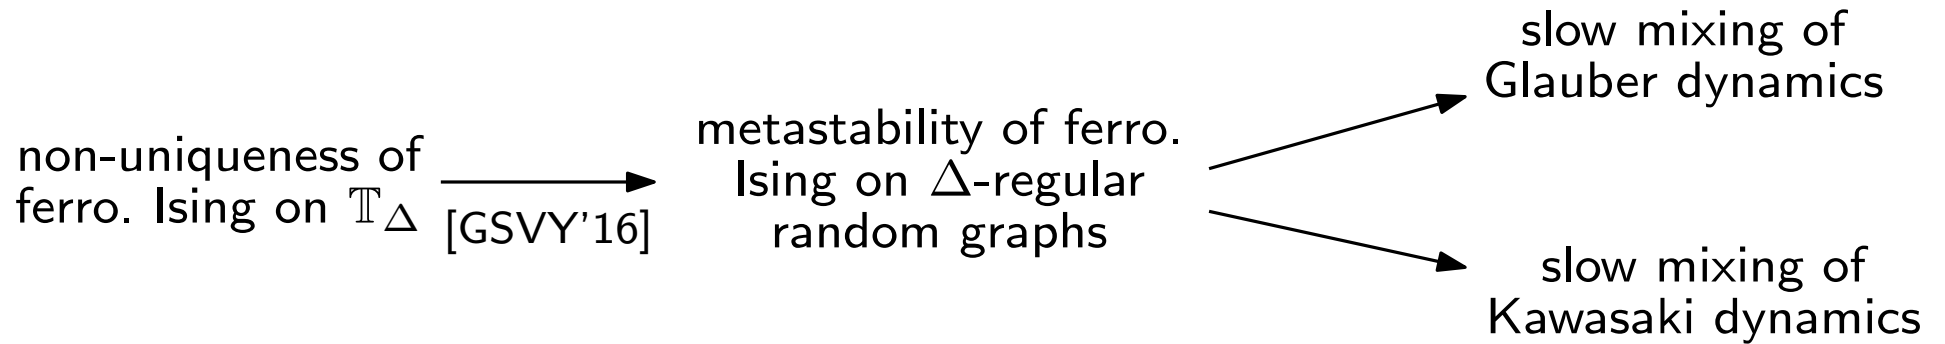 non-uniqueness of
ferro. Ising on 𝕋_Δ
[GSVY'16]
metastability of ferro.
Ising on Δ-regular
random graphs
slow mixing of
Glauber dynamics
slow mixing of
Kawasaki dynamics